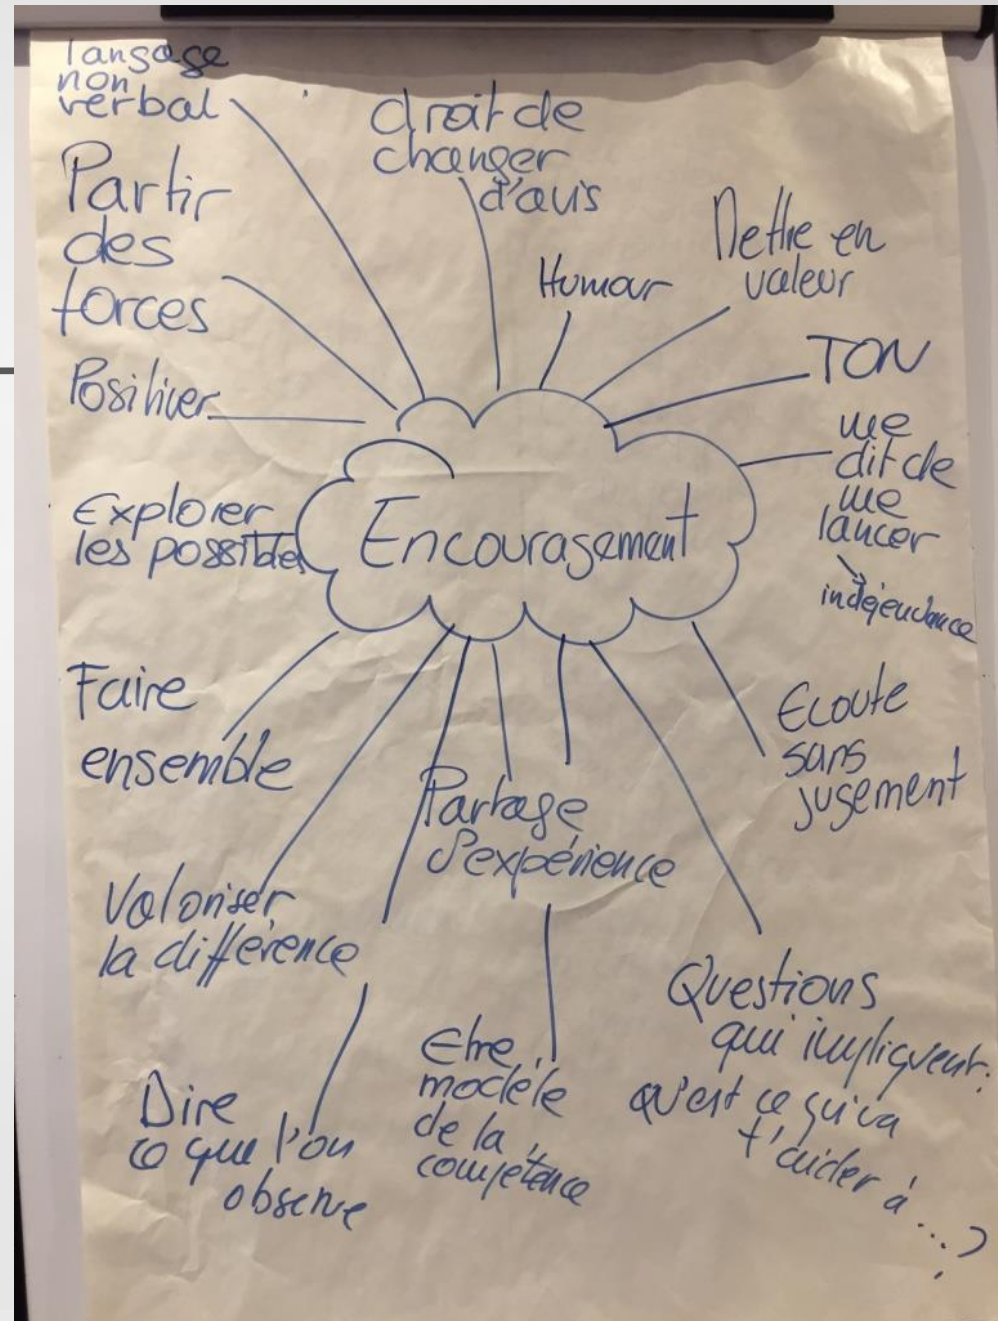 langage
non
verbal
droit de
changer
d'avis
Partir
des
forces
Humour
Mettre en
valeur
Positiver
TON
me
dit de
me
lancer
indépendance
Explorer
les possibles
Encouragement
Faire
ensemble
Ecoute
sans
jugement
Partage
d'expérience
Valoriser
la différence
Questions
qui impliquent:
qu'est ce qui va
t'aider à
...?
Etre
modèle
de la
compétence
Dire
ce que l'on
observe